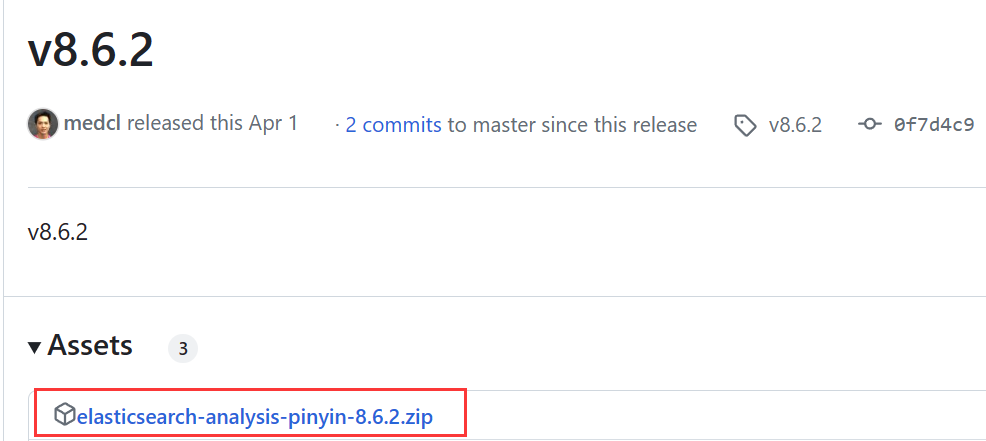 v8.6.2
medcl released this Apr 1 · 2 commits to master since this release v8.6.2 0f7d4c9
v8.6.2
Assets 3
elasticsearch-analysis-pinyin-8.6.2.zip